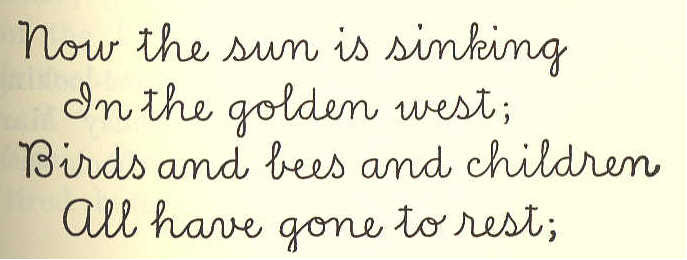 Now the sun is sinking
In the golden west;
Birds and bees and children
All have gone to rest;